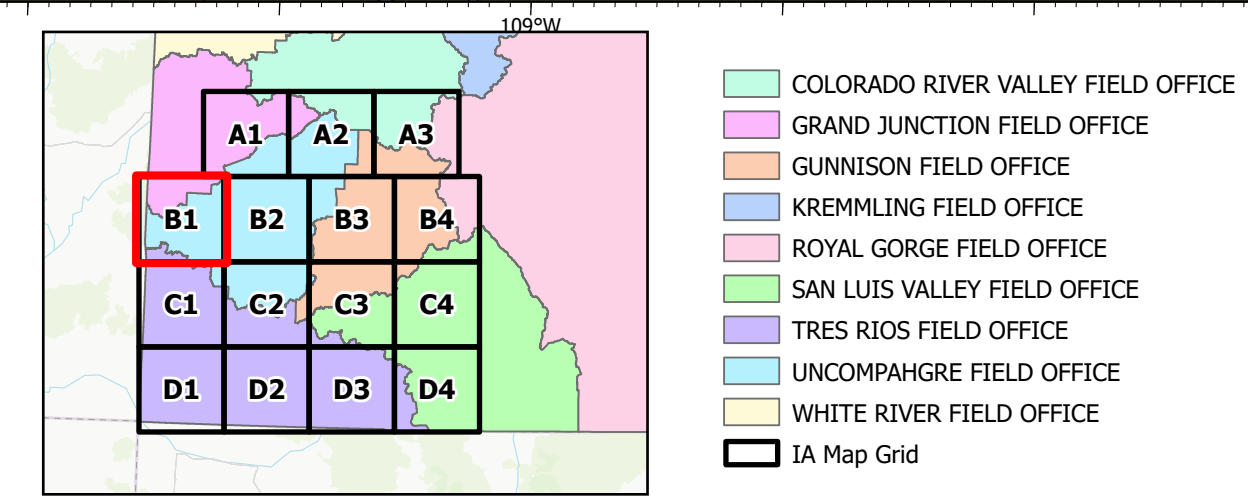 109°W
A1 A2 A3
B1 B2 B3 B4
C1 C2 C3 C4
D1 D2 D3 D4
COLORADO RIVER VALLEY FIELD OFFICE
GRAND JUNCTION FIELD OFFICE
GUNNISON FIELD OFFICE
KREMMLING FIELD OFFICE
ROYAL GORGE FIELD OFFICE
SAN LUIS VALLEY FIELD OFFICE
TRES RIOS FIELD OFFICE
UNCOMPAHGRE FIELD OFFICE
WHITE RIVER FIELD OFFICE
IA Map Grid